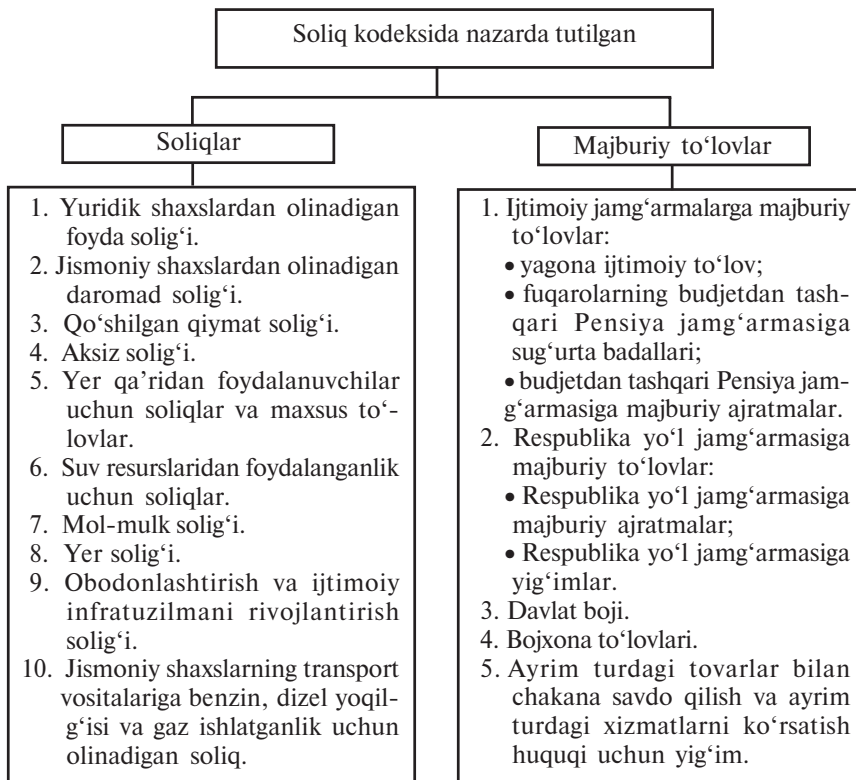 Soliq kodeksida nazarda tutilgan
Soliqlar
1. Yuridik shaxslardan olinadigan
foyda solig‘i.
2. Jismoniy shaxslardan olinadigan
daromad solig‘i.
3. Qo‘shilgan qiymat solig‘i.
4. Aksiz solig‘i.
5. Yer qa’ridan foydalanuvchilar
uchun soliqlar va maxsus to‘-
lovlar.
6. Suv resurslaridan foydalanganlik
uchun soliqlar.
7. Mol-mulk solig‘i.
8. Yer solig‘i.
9. Obodonlashtirish va ijtimoiy
infratuzilmani rivojlantirish
solig‘i.
10. Jismoniy shaxslarning transport
vositalariga benzin, dizel yoqil-
g‘isi va gaz ishlatganlik uchun
olinadigan soliq.
Majburiy to‘lovlar
1. Ijtimoiy jamg‘armalarga majburiy
to‘lovlar:
• yagona ijtimoiy to‘lov;
• fuqarolarning budjetdan tash-
qari Pensiya jamg‘armasiga
sug‘urta badallari;
• budjetdan tashqari Pensiya jam-
g‘armasiga majburiy ajratmalar.
2. Respublika yo‘l jamg‘armasiga
majburiy to‘lovlar:
• Respublika yo‘l jamg‘armasiga
majburiy ajratmalar;
• Respublika yo‘l jamg‘armasiga
yig‘imlar.
3. Davlat boji.
4. Bojxona to‘lovlari.
5. Ayrim turdagi tovarlar bilan
chakana savdo qilish va ayrim
turdagi xizmatlarni ko‘rsatish
huquqi uchun yig‘im.